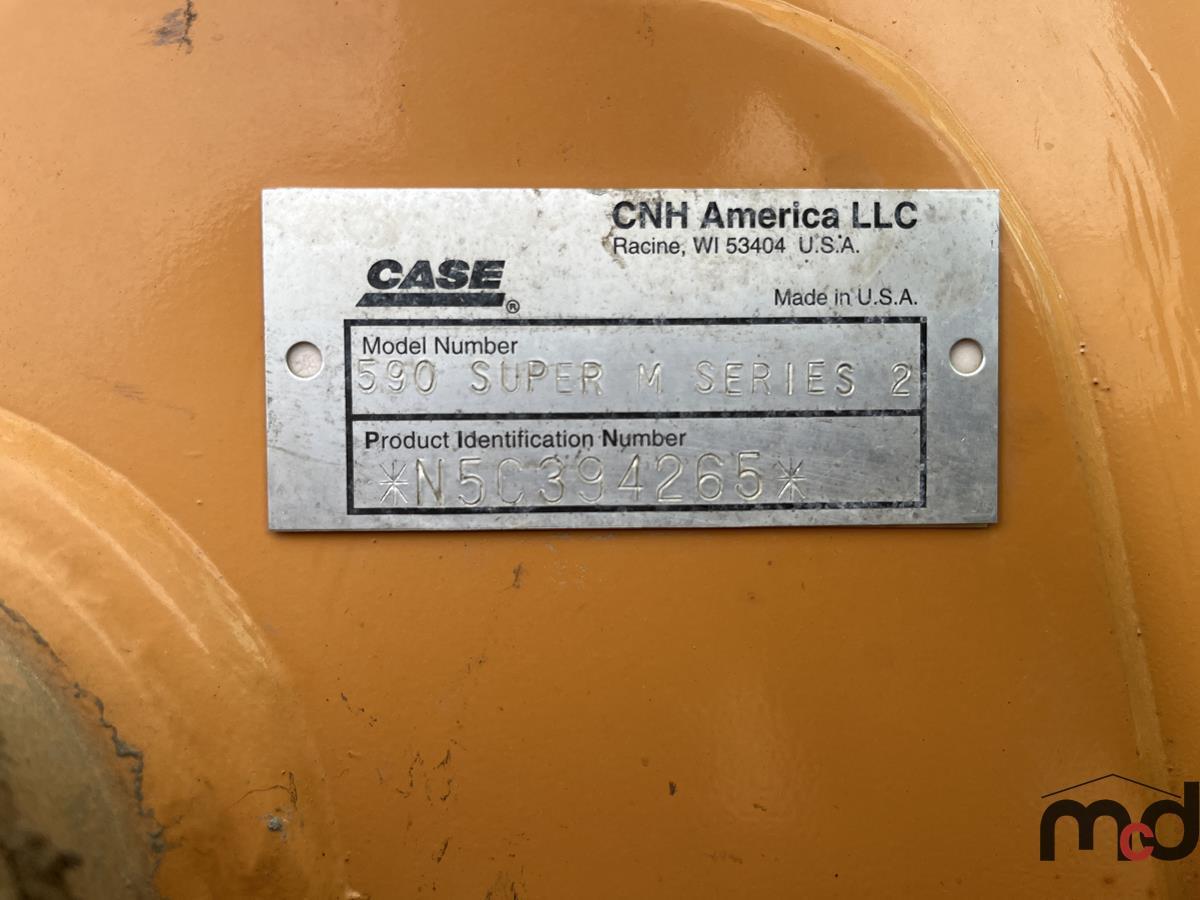 CNH America LLC
Racine, WI 53404 U.S.A.
CASE®
Made in U.S.A.
Model Number
590 SUPER M SERIES 2
Product Identification Number
*N5C394265*
mcd